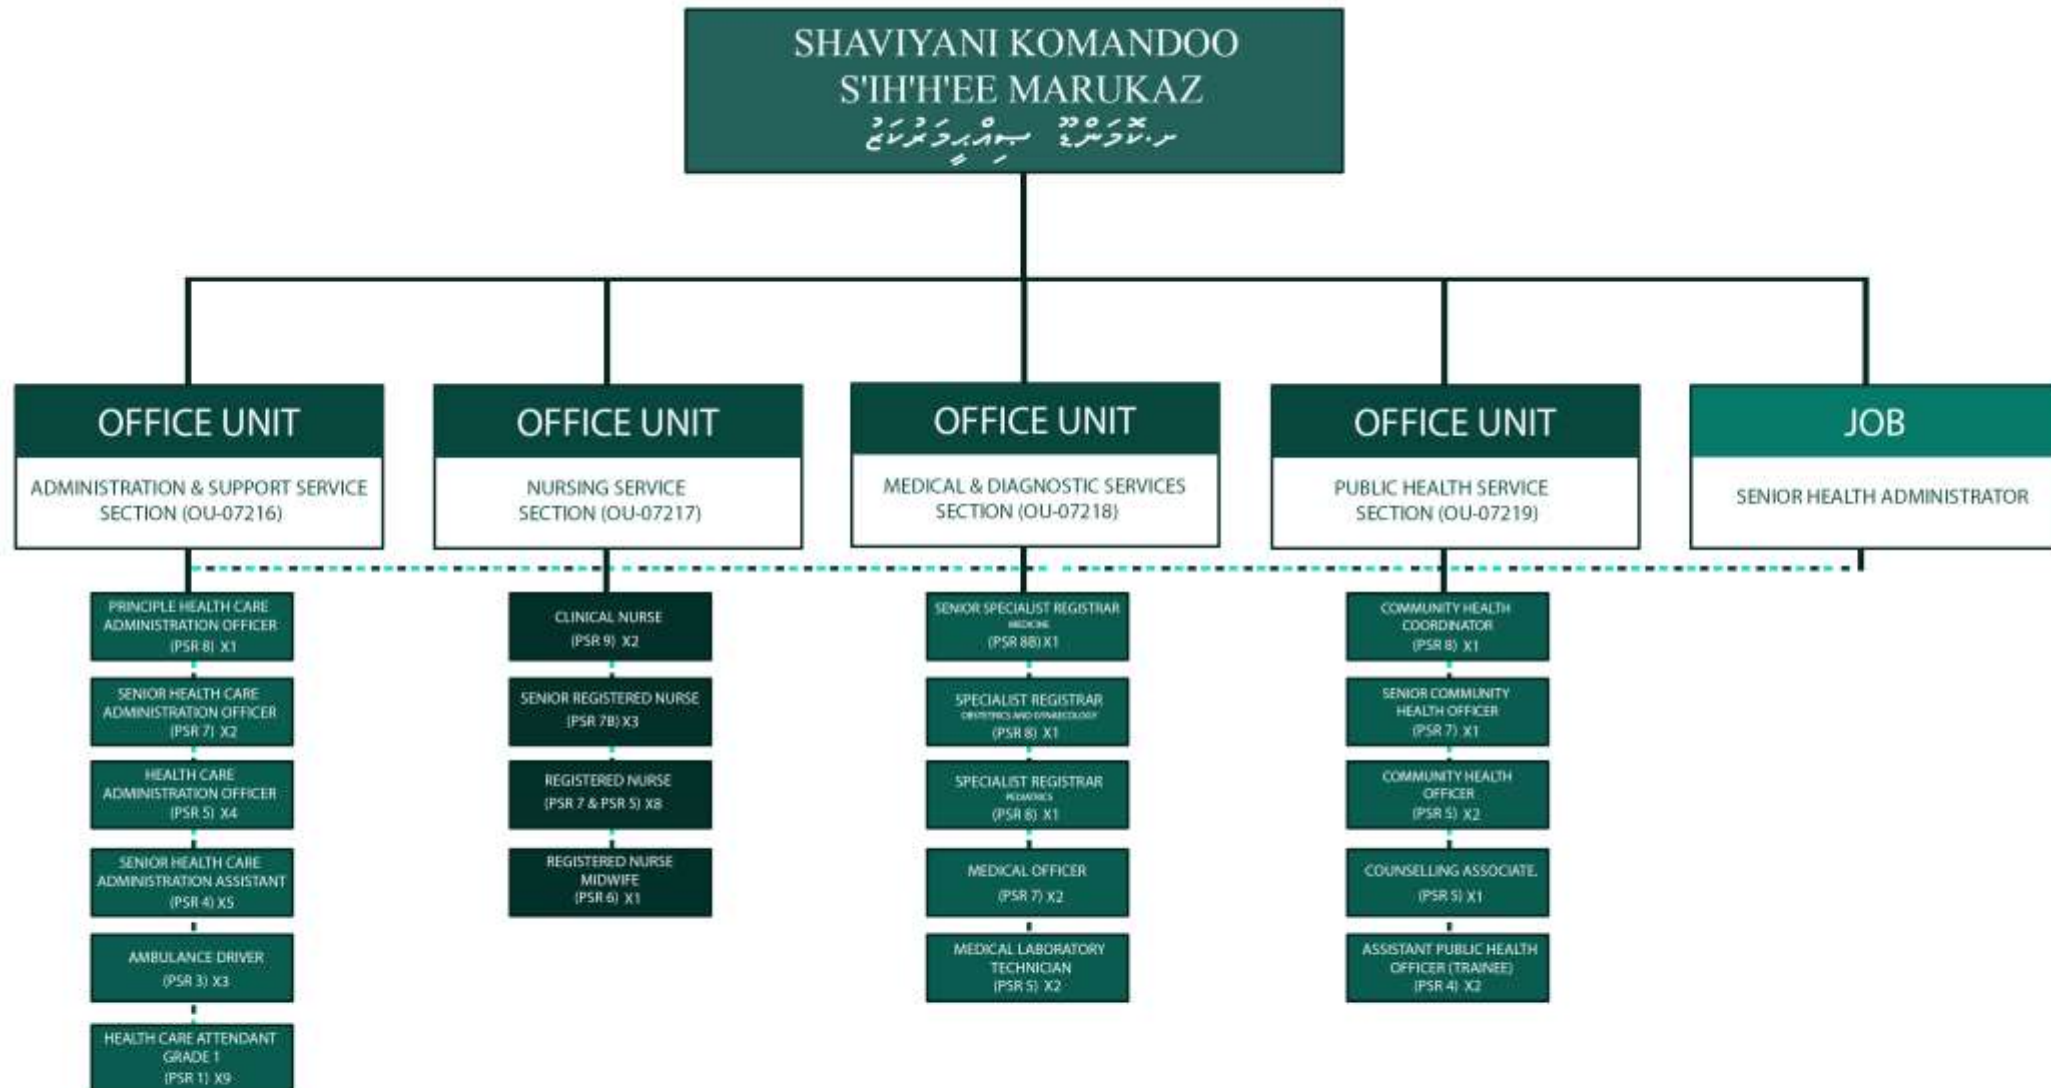 SHAVIYANI KOMANDOO
S'IH'H'EE MARUKAZ
ށ.ކޮމަންޑޫ ޞިއްޙީމަރުކަޒު
OFFICE UNIT
ADMINISTRATION & SUPPORT SERVICE
SECTION (OU-07216)
PRINCIPLE HEALTH CARE
ADMINISTRATION OFFICER
(PSR 8) X1
SENIOR HEALTH CARE
ADMINISTRATION OFFICER
(PSR 7) X2
HEALTH CARE
ADMINISTRATION OFFICER
(PSR 5) X4
SENIOR HEALTH CARE
ADMINISTRATION ASSISTANT
(PSR 4) X5
AMBULANCE DRIVER
(PSR 3) X3
HEALTH CARE ATTENDANT
GRADE 1
(PSR 1) X9
OFFICE UNIT
NURSING SERVICE
SECTION (OU-07217)
CLINICAL NURSE
(PSR 9) X2
SENIOR REGISTERED NURSE
(PSR 7B) X3
REGISTERED NURSE
(PSR 7 & PSR 5) X8
REGISTERED NURSE
MIDWIFE
(PSR 6) X1
OFFICE UNIT
MEDICAL & DIAGNOSTIC SERVICES
SECTION (OU-07218)
SENIOR SPECIALIST REGISTRAR
MEDICINE
(PSR 8B) X1
SPECIALIST REGISTRAR
OBSTETRICS AND GYNAECOLOGY
(PSR 8) X1
SPECIALIST REGISTRAR
PEDIATRICS
(PSR 8) X1
MEDICAL OFFICER
(PSR 7) X2
MEDICAL LABORATORY
TECHNICIAN
(PSR 5) X2
OFFICE UNIT
PUBLIC HEALTH SERVICE
SECTION (OU-07219)
COMMUNITY HEALTH
COORDINATOR
(PSR 8) X1
SENIOR COMMUNITY
HEALTH OFFICER
(PSR 7) X1
COMMUNITY HEALTH
OFFICER
(PSR 5) X2
COUNSELLING ASSOCIATE.
(PSR 5) X1
ASSISTANT PUBLIC HEALTH
OFFICER (TRAINEE)
(PSR 4) X2
JOB
SENIOR HEALTH ADMINISTRATOR